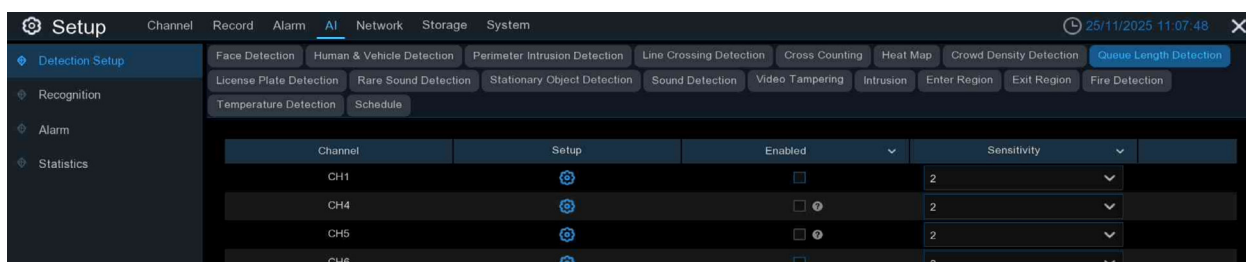 Setup Channel Record Alarm AI Network Storage System 25/11/2025 11:07:48
Detection Setup
Recognition
Alarm
Statistics
Face Detection Human & Vehicle Detection Perimeter Intrusion Detection Line Crossing Detection Cross Counting Heat Map Crowd Density Detection Queue Length Detection
License Plate Detection Rare Sound Detection Stationary Object Detection Sound Detection Video Tampering Intrusion Enter Region Exit Region Fire Detection
Temperature Detection Schedule
Channel Setup Enabled Sensitivity
CH1 2
CH4 ? 2
CH5 ? 2
CH6 2